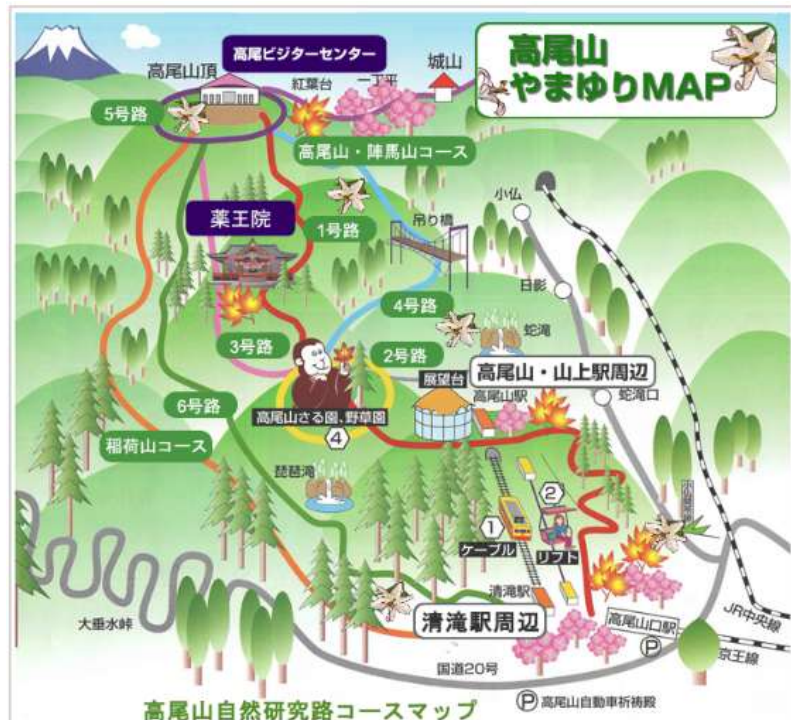 高尾山
やまゆりMAP
高尾ビジターセンター
高尾山頂
紅葉台
一丁平
城山
5号路
高尾山・陣馬山コース
小仏
薬王院
1号路
吊り橋
日影
4号路
蛇滝
3号路
2号路
高尾山・山上駅周辺
展望台
高尾山駅
蛇滝口
6号路
高尾山さる園、野草園
④
稲荷山コース
琵琶滝
①
ケーブル
②
リフト
清滝駅
清滝駅周辺
大垂水峠
高尾山口駅
P
JR中央線
京王線
国道20号
P 高尾山自動車祈祷殿
高尾山自然研究路コースマップ